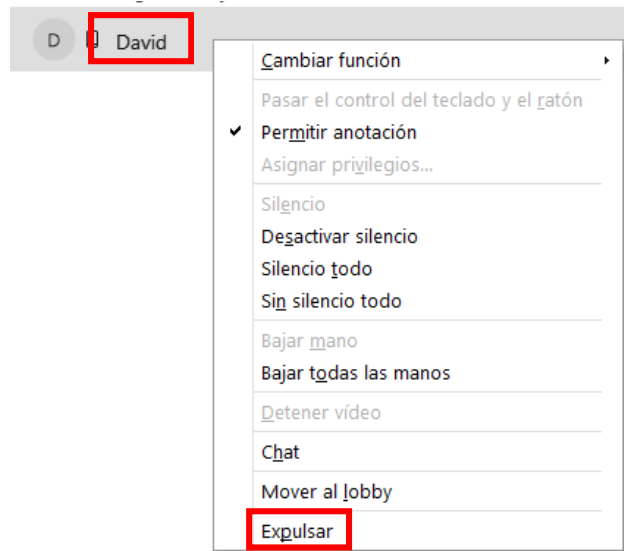 D David
Cambiar función
Pasar el control del teclado y el ratón
Permitir anotación
Asignar privilegios...
Silencio
Desactivar silencio
Silencio todo
Sin silencio todo
Bajar mano
Bajar todas las manos
Detener vídeo
Chat
Mover al lobby
Expulsar